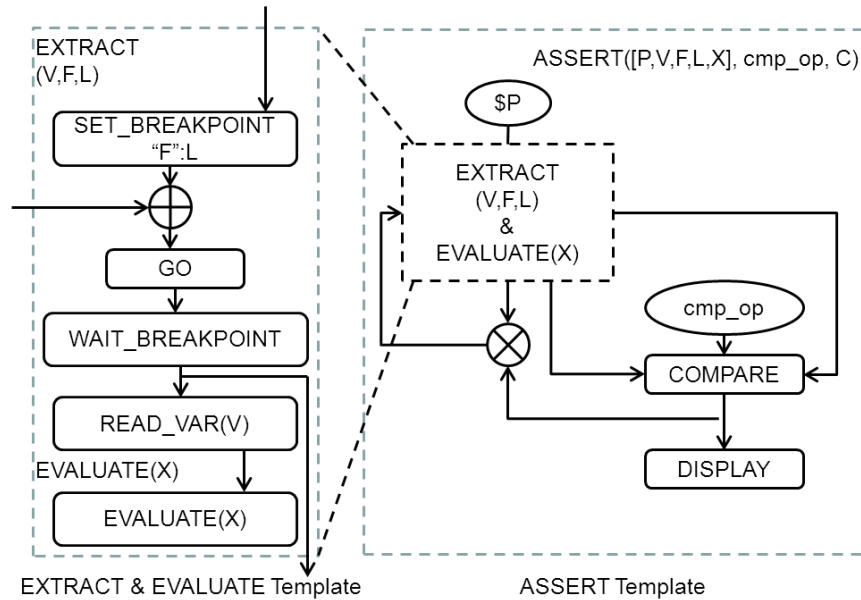 EXTRACT
(V,F,L)
SET_BREAKPOINT
“F”:L
GO
WAIT_BREAKPOINT
READ_VAR(V)
EVALUATE(X)
EVALUATE(X)
EXTRACT & EVALUATE Template
ASSERT([P,V,F,L,X], cmp_op, C)
$P
EXTRACT
(V,F,L)
&
EVALUATE(X)
cmp_op
COMPARE
DISPLAY
ASSERT Template